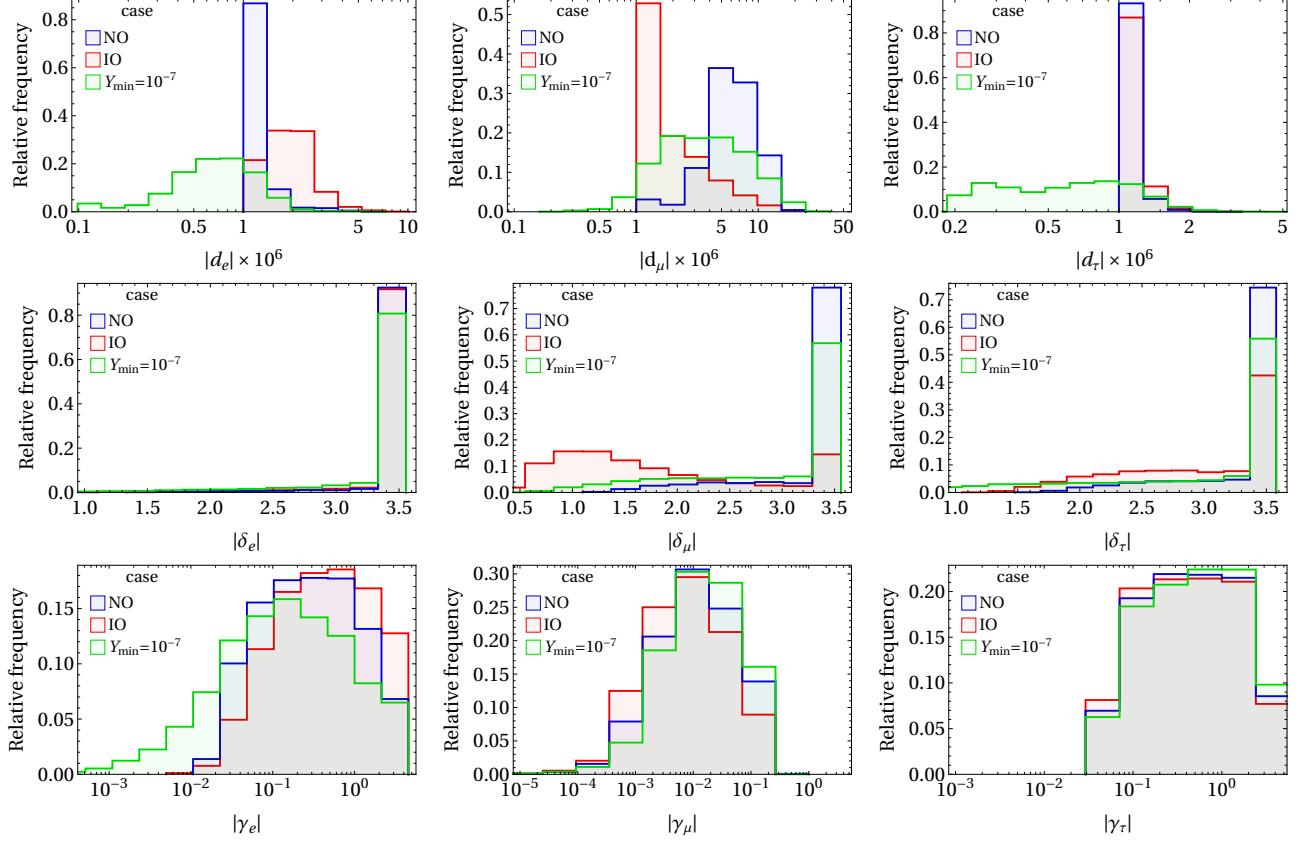 case
NO
IO
Y_min=10^-7
Relative frequency
0.8
0.6
0.4
0.2
0.0
0.1 0.5 1 5 10
|d_e| × 10^6
case
NO
IO
Y_min=10^-7
Relative frequency
0.5
0.4
0.3
0.2
0.1
0.0
0.1 0.5 1 5 10 50
|d_μ| × 10^6
case
NO
IO
Y_min=10^-7
Relative frequency
0.8
0.6
0.4
0.2
0.0
0.2 0.5 1 2 5
|d_τ| × 10^6
case
NO
IO
Y_min=10^-7
Relative frequency
0.8
0.6
0.4
0.2
0.0
1.0 1.5 2.0 2.5 3.0 3.5
|δ_e|
case
NO
IO
Y_min=10^-7
Relative frequency
0.7
0.6
0.5
0.4
0.3
0.2
0.1
0.0
0.5 1.0 1.5 2.0 2.5 3.0 3.5
|δ_μ|
case
NO
IO
Y_min=10^-7
Relative frequency
0.7
0.6
0.5
0.4
0.3
0.2
0.1
0.0
1.0 1.5 2.0 2.5 3.0 3.5
|δ_τ|
case
NO
IO
Y_min=10^-7
Relative frequency
0.15
0.10
0.05
0.00
10^-3 10^-2 10^-1 10^0
|γ_e|
case
NO
IO
Y_min=10^-7
Relative frequency
0.30
0.25
0.20
0.15
0.10
0.05
0.00
10^-5 10^-4 10^-3 10^-2 10^-1 10^0
|γ_μ|
case
NO
IO
Y_min=10^-7
Relative frequency
0.20
0.15
0.10
0.05
0.00
10^-3 10^-2 10^-1 10^0
|γ_τ|